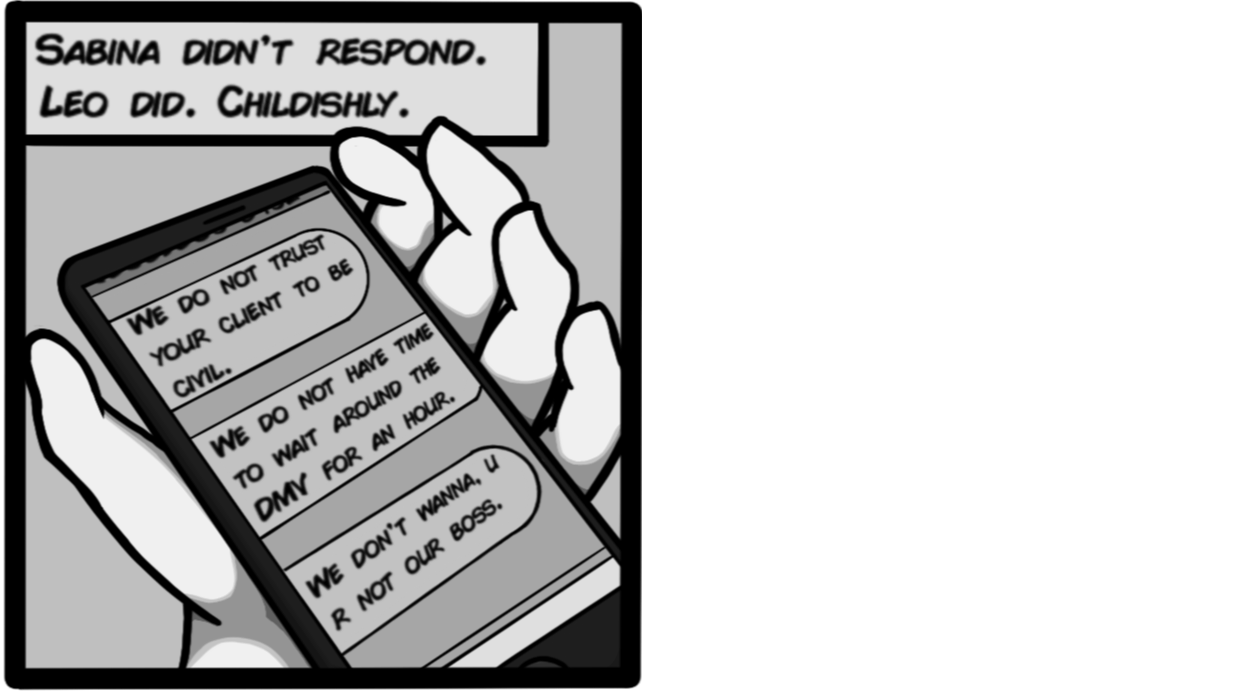 SABINA DIDN'T RESPOND.
LEO DID. CHILDISHLY.
WE DO NOT TRUST
YOUR CLIENT TO BE
CIVIL.
WE DO NOT HAVE TIME
TO WAIT AROUND THE
DMV FOR AN HOUR.
WE DON'T WANNA, U
R NOT OUR BOSS.